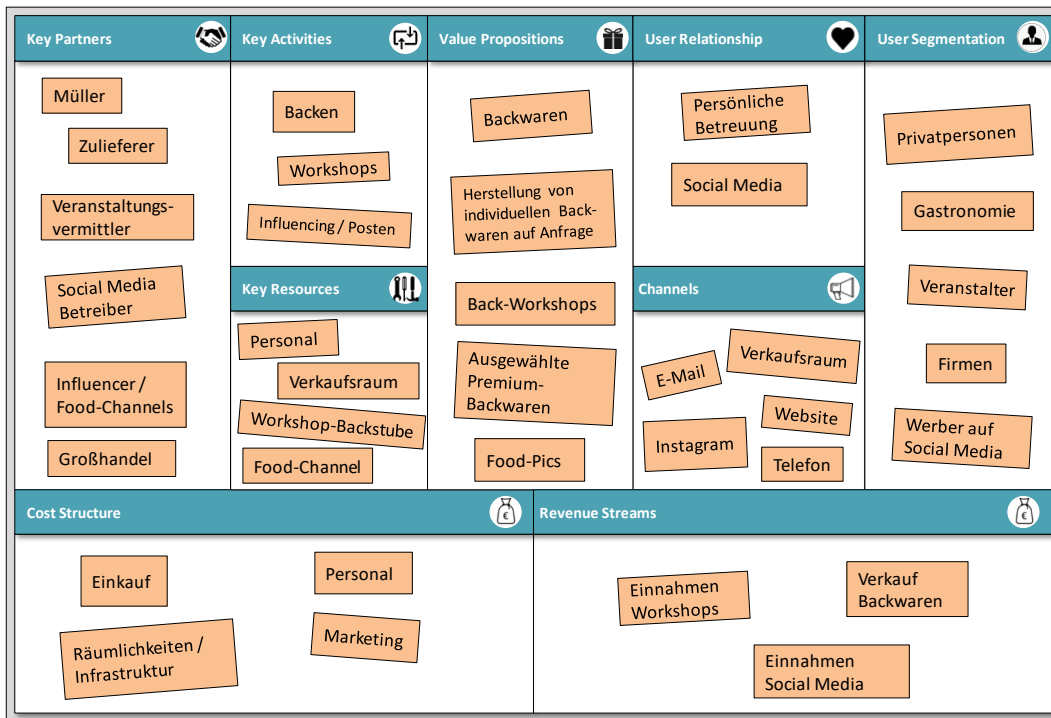 Key Partners
Müller
Zulieferer
Veranstaltungs-
vermittler
Social Media
Betreiber
Influencer /
Food-Channels
Großhandel
Key Activities
Backen
Workshops
Influencing / Posten
Key Resources
Personal
Verkaufsraum
Workshop-Backstube
Food-Channel
Value Propositions
Backwaren
Herstellung von
individuellen Back-
waren auf Anfrage
Back-Workshops
Ausgewählte
Premium-
Backwaren
Food-Pics
User Relationship
Persönliche
Betreuung
Social Media
Channels
Verkaufsraum
E-Mail
Website
Instagram
Telefon
User Segmentation
Privatpersonen
Gastronomie
Veranstalter
Firmen
Werber auf
Social Media
Cost Structure
€
Einkauf
Personal
Räumlichkeiten /
Infrastruktur
Marketing
Revenue Streams
€
Einnahmen
Workshops
Verkauf
Backwaren
Einnahmen
Social Media